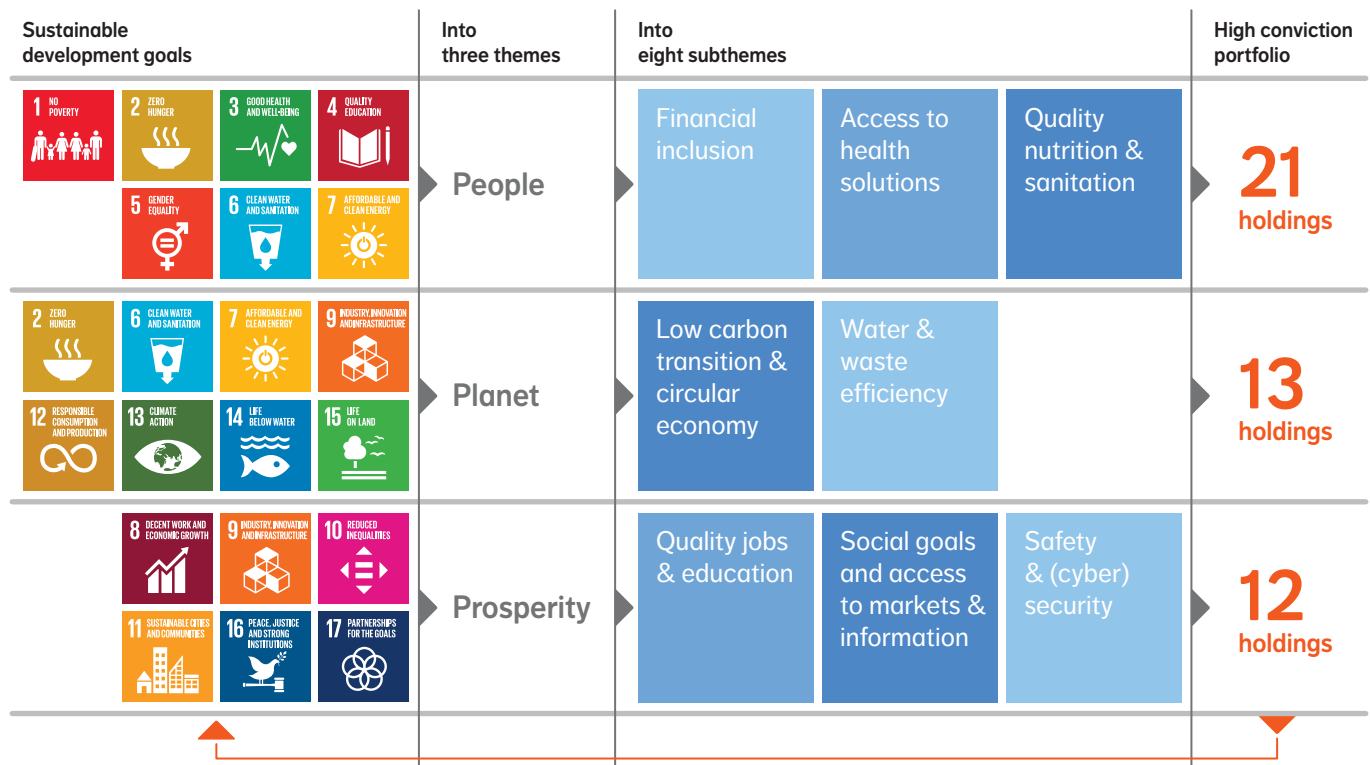 Sustainable
development goals
Into
three themes
Into
eight subthemes
High conviction
portfolio
1 NO
POVERTY
2 ZERO
HUNGER
3 GOOD HEALTH
AND WELL-BEING
4 QUALITY
EDUCATION
5 GENDER
EQUALITY
6 CLEAN WATER
AND SANITATION
7 AFFORDABLE AND
CLEAN ENERGY
People
Financial
inclusion
Access to
health
solutions
Quality
nutrition &
sanitation
21
holdings
2 ZERO
HUNGER
6 CLEAN WATER
AND SANITATION
7 AFFORDABLE AND
CLEAN ENERGY
9 INDUSTRY, INNOVATION
AND INFRASTRUCTURE
12 RESPONSIBLE
CONSUMPTION
AND PRODUCTION
13 CLIMATE
ACTION
14 LIFE
BELOW WATER
15 LIFE
ON LAND
Planet
Low carbon
transition &
circular
economy
Water &
waste
efficiency
13
holdings
8 DECENT WORK AND
ECONOMIC GROWTH
9 INDUSTRY, INNOVATION
AND INFRASTRUCTURE
10 REDUCED
INEQUALITIES
11 SUSTAINABLE CITIES
AND COMMUNITIES
16 PEACE, JUSTICE
AND STRONG
INSTITUTIONS
17 PARTNERSHIPS
FOR THE GOALS
Prosperity
Quality jobs
& education
Social goals
and access
to markets &
information
Safety
& (cyber)
security
12
holdings